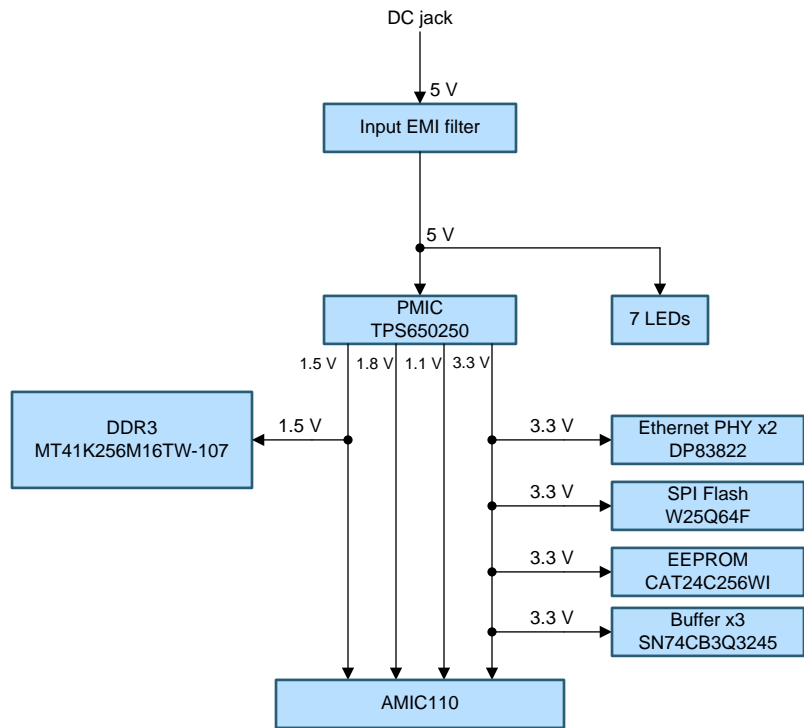 DC jack
5 V
Input EMI filter
5 V
PMIC
TPS650250
7 LEDs
1.5 V
1.8 V
1.1 V
3.3 V
DDR3
MT41K256M16TW-107
1.5 V
3.3 V
Ethernet PHY x2
DP83822
3.3 V
SPI Flash
W25Q64F
3.3 V
EEPROM
CAT24C256WI
3.3 V
Buffer x3
SN74CB3Q3245
AMIC110